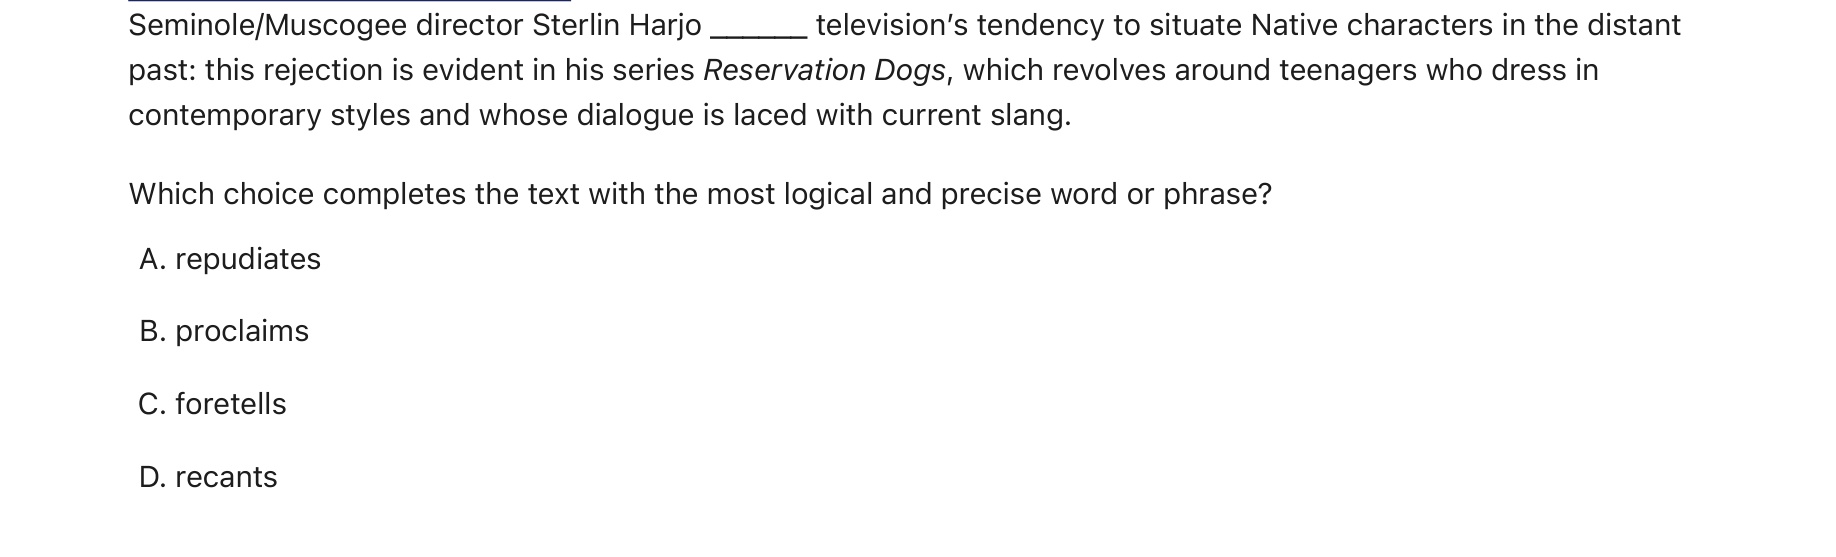 Seminole/Muscogee director Sterlin Harjo ______ television’s tendency to situate Native characters in the distant
past: this rejection is evident in his series Reservation Dogs, which revolves around teenagers who dress in
contemporary styles and whose dialogue is laced with current slang.
Which choice completes the text with the most logical and precise word or phrase?
A. repudiates
B. proclaims
C. foretells
D. recants